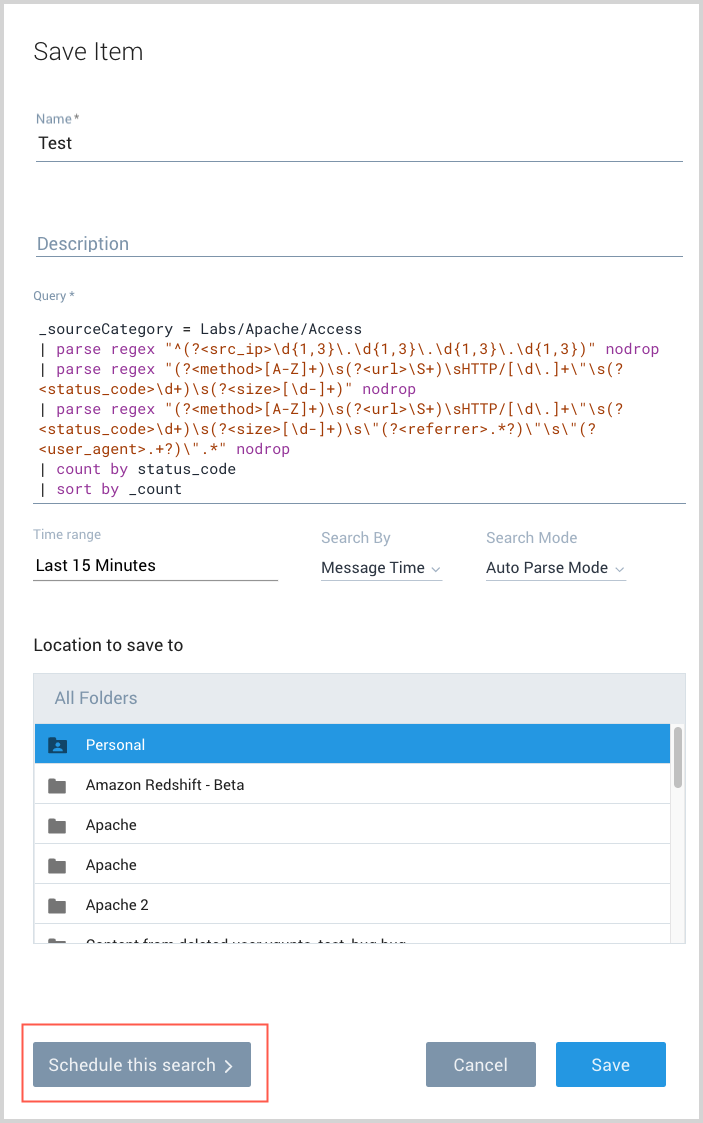 Save Item
Name*
Test
Description
Query *
_sourceCategory = Labs/Apache/Access
| parse regex "^(?<src_ip>\d{1,3}\.\d{1,3}\.\d{1,3}\.\d{1,3})" nodrop
| parse regex "(?<method>[A-Z]+)\s(?<url>\S+)\sHTTP/[\d\.]+\"\s(?
<status_code>\d+)\s(?<size>[\d-]+)" nodrop
| parse regex "(?<method>[A-Z]+)\s(?<url>\S+)\sHTTP/[\d\.]+\"\s(?
<status_code>\d+)\s(?<size>[\d-]+)\s\"(?<referrer>.*?)\"\s\"(?
<user_agent>.+?)\".*" nodrop
| count by status_code
| sort by _count
Time range
Search By
Search Mode
Last 15 Minutes
Message Time
Auto Parse Mode
Location to save to
All Folders
Personal
Amazon Redshift - Beta
Apache
Apache
Apache 2
Content from deleted user
Schedule this search
Cancel
Save